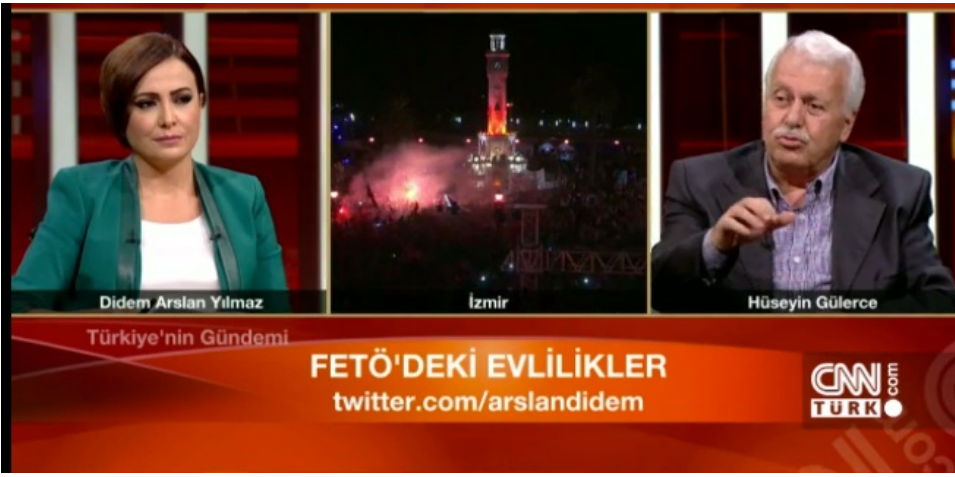 Didem Arslan Yılmaz
İzmir
Hüseyin Gülerce
Türkiye'nin Gündemi
FETÖ'DEKİ EVLİLİKLER
twitter.com/arslandidem
CNN
TÜRK
.com